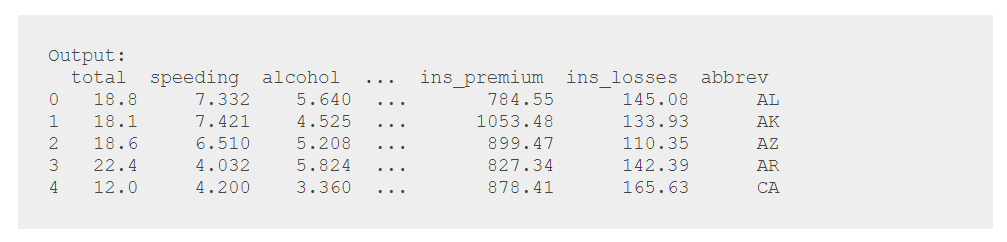 Output:
  total  speeding  alcohol  ...  ins_premium  ins_losses  abbrev
0   18.8     7.332    5.640  ...       784.55      145.08      AL
1   18.1     7.421    4.525  ...      1053.48      133.93      AK
2   18.6     6.510    5.208  ...       899.47      110.35      AZ
3   22.4     4.032    5.824  ...       827.34      142.39      AR
4   12.0     4.200    3.360  ...       878.41      165.63      CA